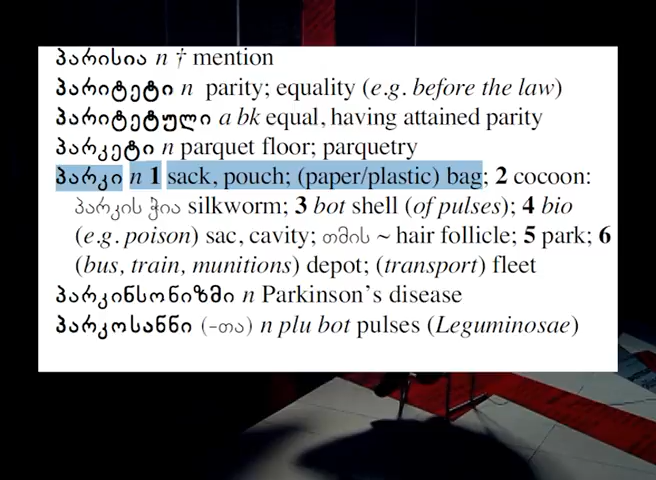 პარისია n † mention
პარიტეტი n parity; equality (e.g. before the law)
პარიტეტული a bk equal, having attained parity
პარკეტი n parquet floor; parquetry
პარკი n 1 sack, pouch; (paper/plastic) bag; 2 cocoon:
პარკის ჭია silkworm; 3 bot shell (of pulses); 4 bio
(e.g. poison) sac, cavity; თმის ~ hair follicle; 5 park; 6
(bus, train, munitions) depot; (transport) fleet
პარკინსონიზმი n Parkinson’s disease
პარკოსანნი (–თა) n plu bot pulses (Leguminosae)